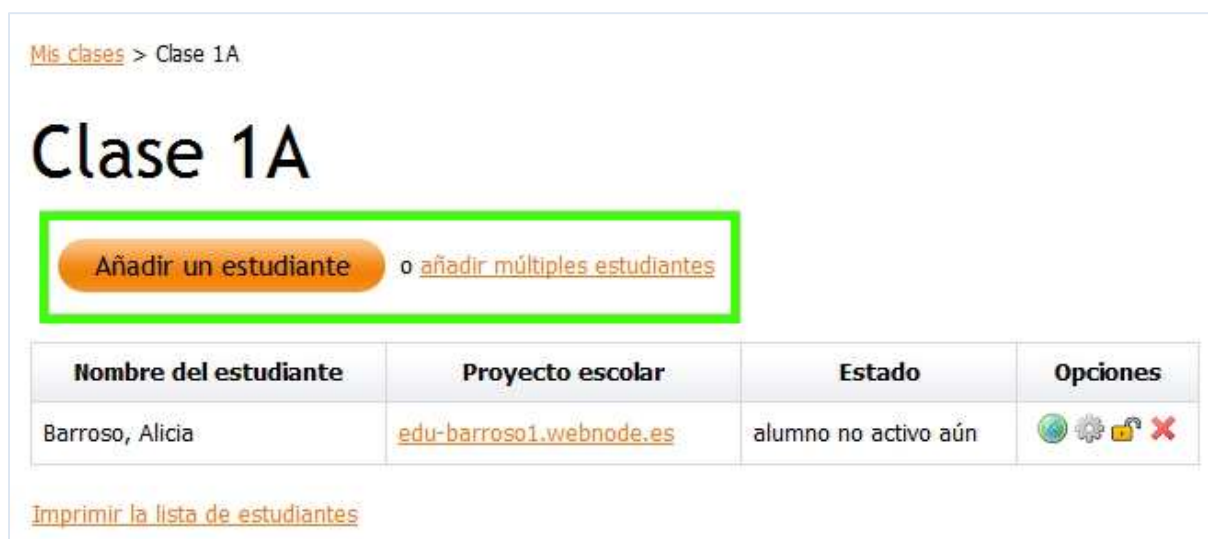 Mis clases > Clase 1A
Clase 1A
Añadir un estudiante o añadir múltiples estudiantes
Nombre del estudiante Proyecto escolar Estado Opciones
Barroso, Alicia edu-barroso1.webnode.es alumno no activo aún
Imprimir la lista de estudiantes